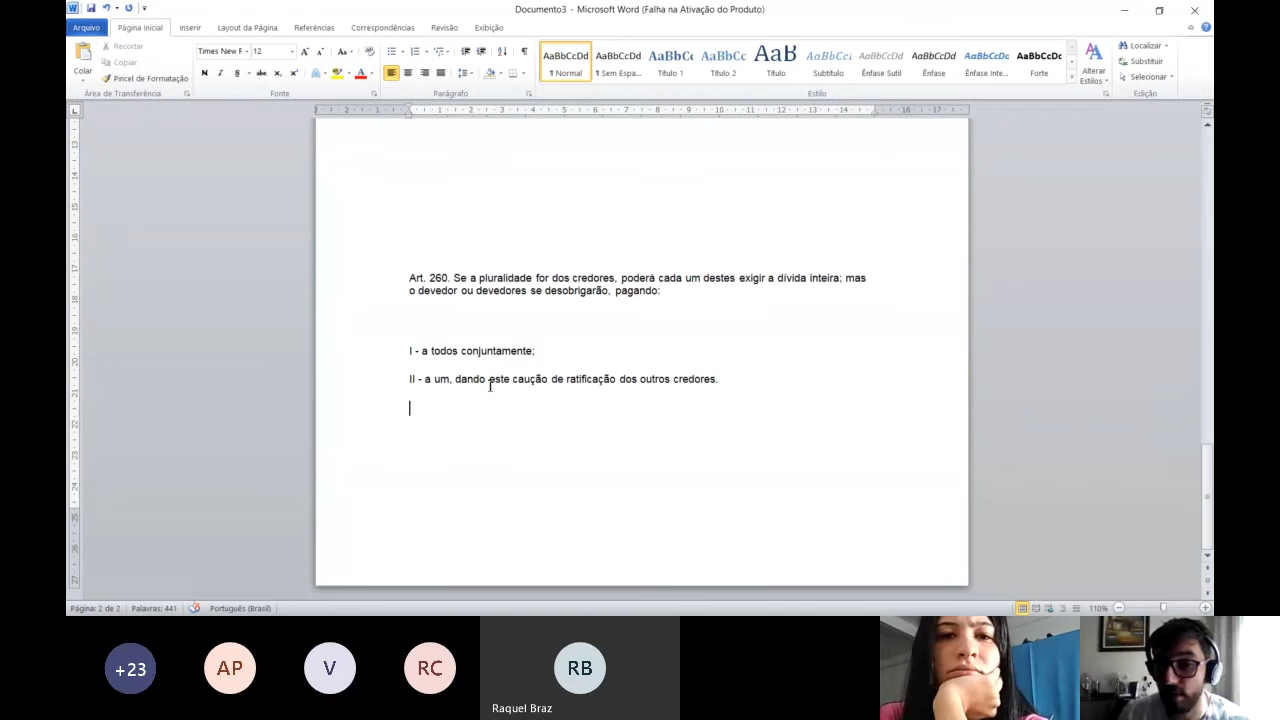 Documento3 - Microsoft Word (Falha na Ativação do Produto)
Arquivo Página Inicial Inserir Layout da Página Referências Correspondências Revisão Exibição
Colar
Recortar
Copiar
Pincel de Formatação
Área de Transferência
Times New F 12
N I S abc x₂ x² A
Fonte
Parágrafo
AaBbCcDd AaBbCcDd AaBbCc AaBbCc AaB AaBbCci AaBbCcDd AaBbCcDd AaBbCcDd AaBbCcDc
¶ Normal ¶ Sem Espa... Título 1 Título 2 Título Subtítulo Ênfase Sutil Ênfase Ênfase Inte... Forte
Estilo
Alterar
Estilos
Localizar
Substituir
Selecionar
Edição
Art. 260. Se a pluralidade for dos credores, poderá cada um destes exigir a dívida inteira; mas
o devedor ou devedores se desobrigarão, pagando:
I - a todos conjuntamente;
II - a um, dando este caução de ratificação dos outros credores.
Página: 2 de 2 Palavras: 441 Português (Brasil) 110%
+23 AP V RC RB
Raquel Braz